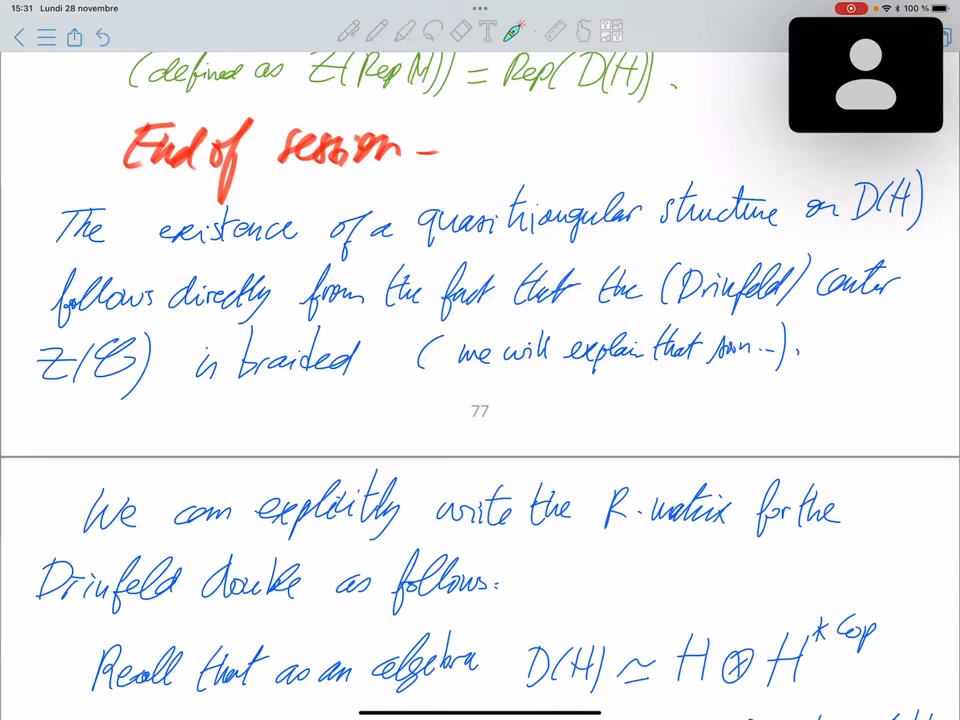 15:31 Lundi 28 novembre
100 %
(defined as Z(Rep M)) = Rep(D(H)).
End of session -
The existence of a quasitriangular structure on D(H)
follows directly from the fact that the (Drinfeld) center
Z(C) is braided (we will explain that soon...).
77
We can explicitly write the R-matrix for the
Drinfeld double as follows:
Recall that as an algebra D(H) ≃ H ⊗ H*cop